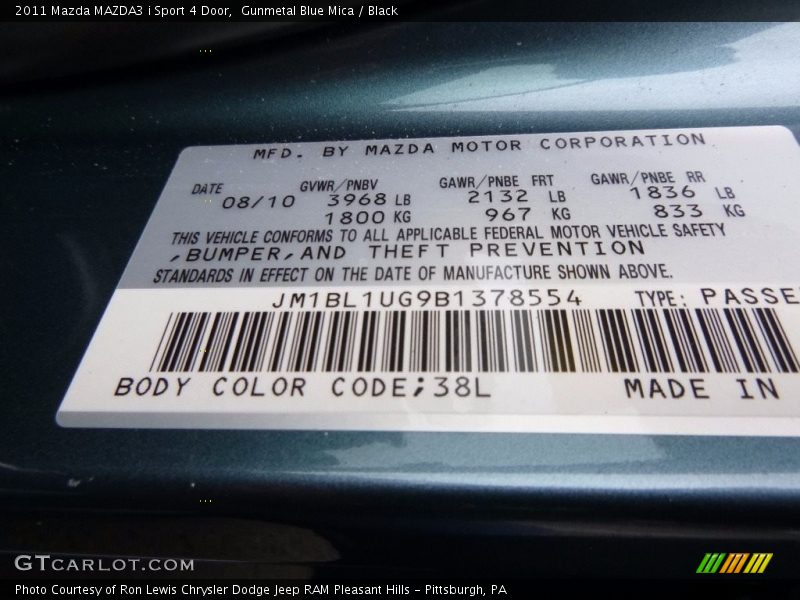 2011 Mazda MAZDA3 i Sport 4 Door, Gunmetal Blue Mica / Black
MFD. BY MAZDA MOTOR CORPORATION
DATE GVWR/PNBV GAWR/PNBE FRT GAWR/PNBE RR
08/10 3968 LB 2132 LB 1836 LB
1800 KG 967 KG 833 KG
THIS VEHICLE CONFORMS TO ALL APPLICABLE FEDERAL MOTOR VEHICLE SAFETY
,BUMPER,AND THEFT PREVENTION
STANDARDS IN EFFECT ON THE DATE OF MANUFACTURE SHOWN ABOVE.
JM1BL1UG9B1378554 TYPE: PASSE
BODY COLOR CODE;38L MADE IN
GTCARLOT.COM
Photo Courtesy of Ron Lewis Chrysler Dodge Jeep RAM Pleasant Hills - Pittsburgh, PA